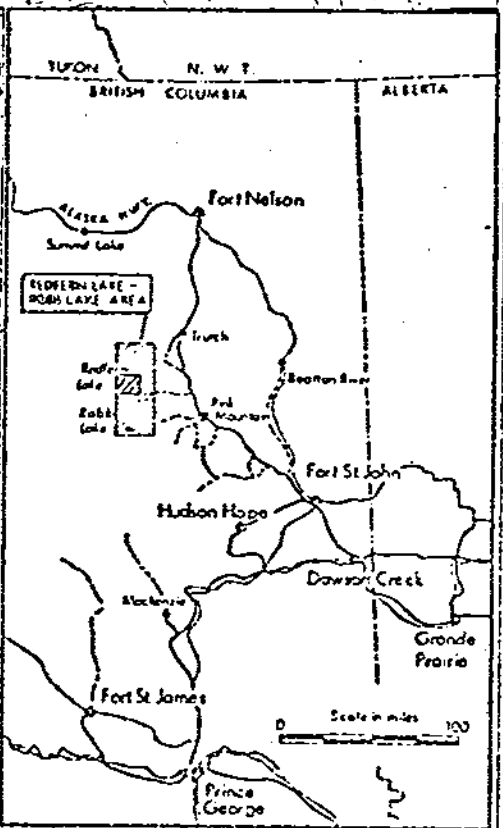 YUKON N. W. T.
BRITISH COLUMBIA ALBERTA
Fort Nelson
ALASKA HWY.
Summit Lake
REDFERN LAKE -
ROBB LAKE AREA
Trutch
Lake
Beatton River
Pink
Mountain
Robb
Lake
Fort St John
Hudson Hope
Dawson Creek
Mackenzie
Grande
Prairie
Fort St James
Scale in miles
0 100
Prince
George